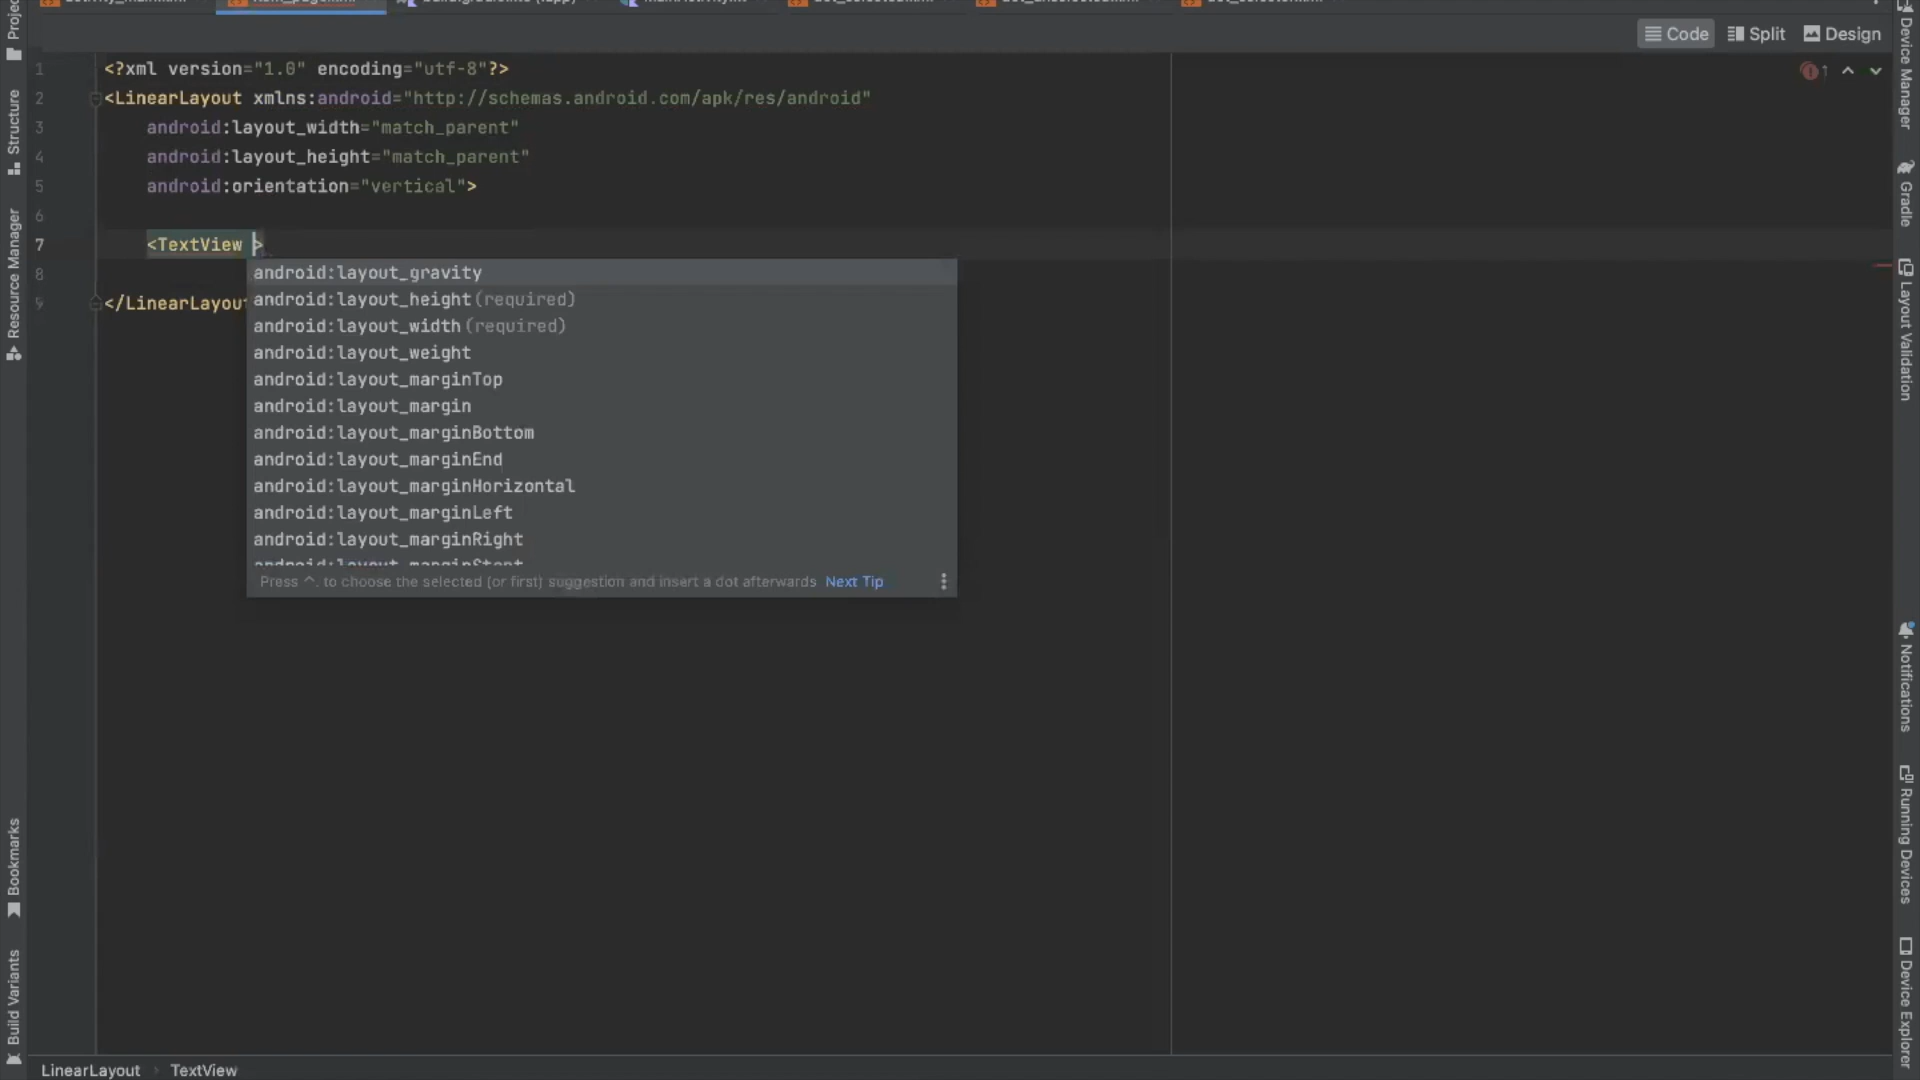 Code Split Design
1 <?xml version="1.0" encoding="utf-8"?>
2 <LinearLayout xmlns:android="http://schemas.android.com/apk/res/android"
3 android:layout_width="match_parent"
4 android:layout_height="match_parent"
5 android:orientation="vertical">
6
7 <TextView >
8
9 </LinearLayout
android:layout_gravity
android:layout_height(required)
android:layout_width(required)
android:layout_weight
android:layout_marginTop
android:layout_margin
android:layout_marginBottom
android:layout_marginEnd
android:layout_marginHorizontal
android:layout_marginLeft
android:layout_marginRight
Press ^. to choose the selected (or first) suggestion and insert a dot afterwards Next Tip
Structure
Resource Manager
Bookmarks
Build Variants
Device Manager
Gradle
Layout Validation
Notifications
Running Devices
Device Explorer
LinearLayout TextView